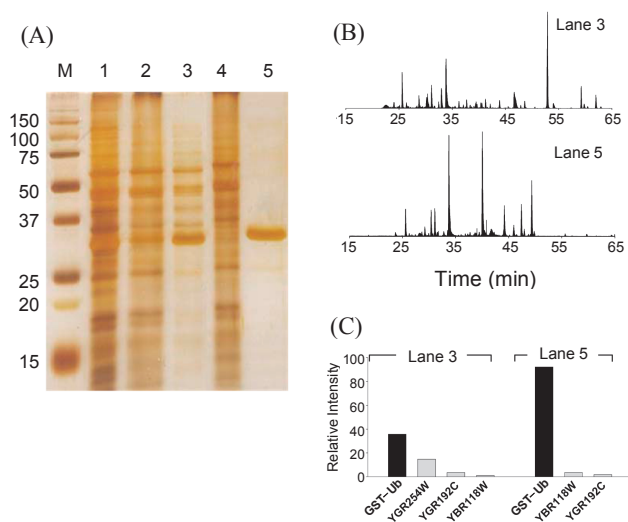 (A)
M 1 2 3 4 5
150
100
75
50
37
25
20
15
(B)
Lane 3
15 25 35 45 55 65
Lane 5
15 25 35 45 55 65
Time (min)
(C)
Lane 3 Lane 5
Relative Intensity
100
80
60
40
20
0
GST–Ub YGR254W YGR192C YBR118W GST–Ub YBR118W YGR192C